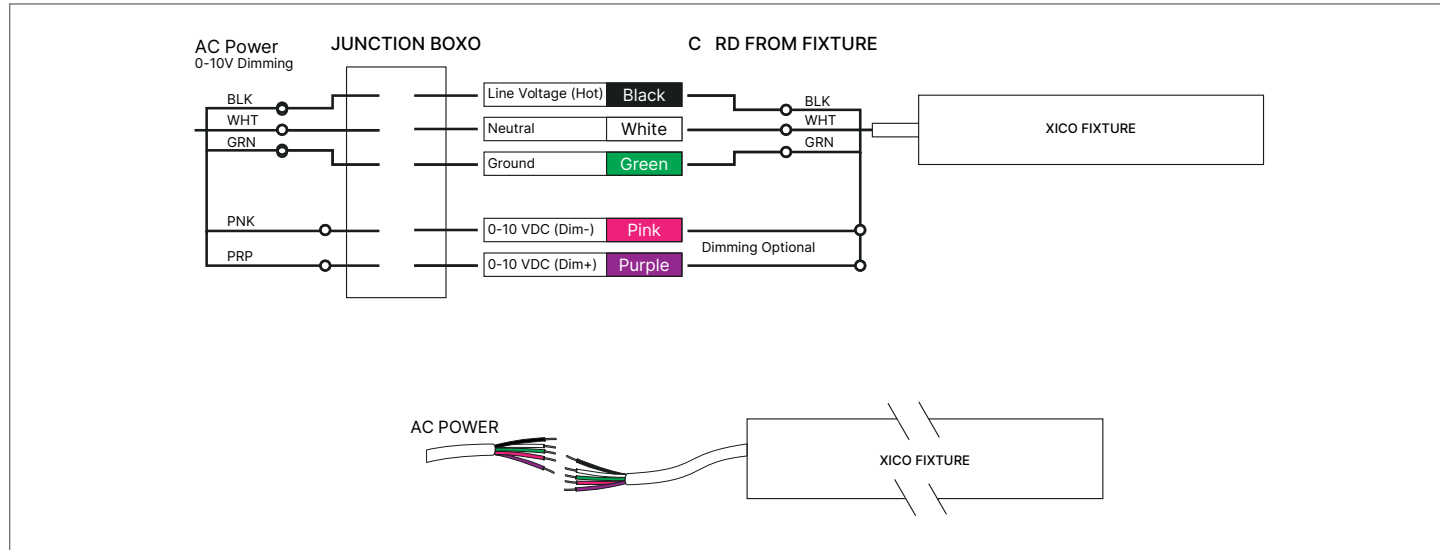 AC Power
0-10V Dimming
JUNCTION BOXO
C RD FROM FIXTURE
BLK
WHT
GRN
PNK
PRP
Line Voltage (Hot) Black
Neutral White
Ground Green
0-10 VDC (Dim-) Pink
0-10 VDC (Dim+) Purple
Dimming Optional
BLK
WHT
GRN
XICO FIXTURE
AC POWER
XICO FIXTURE